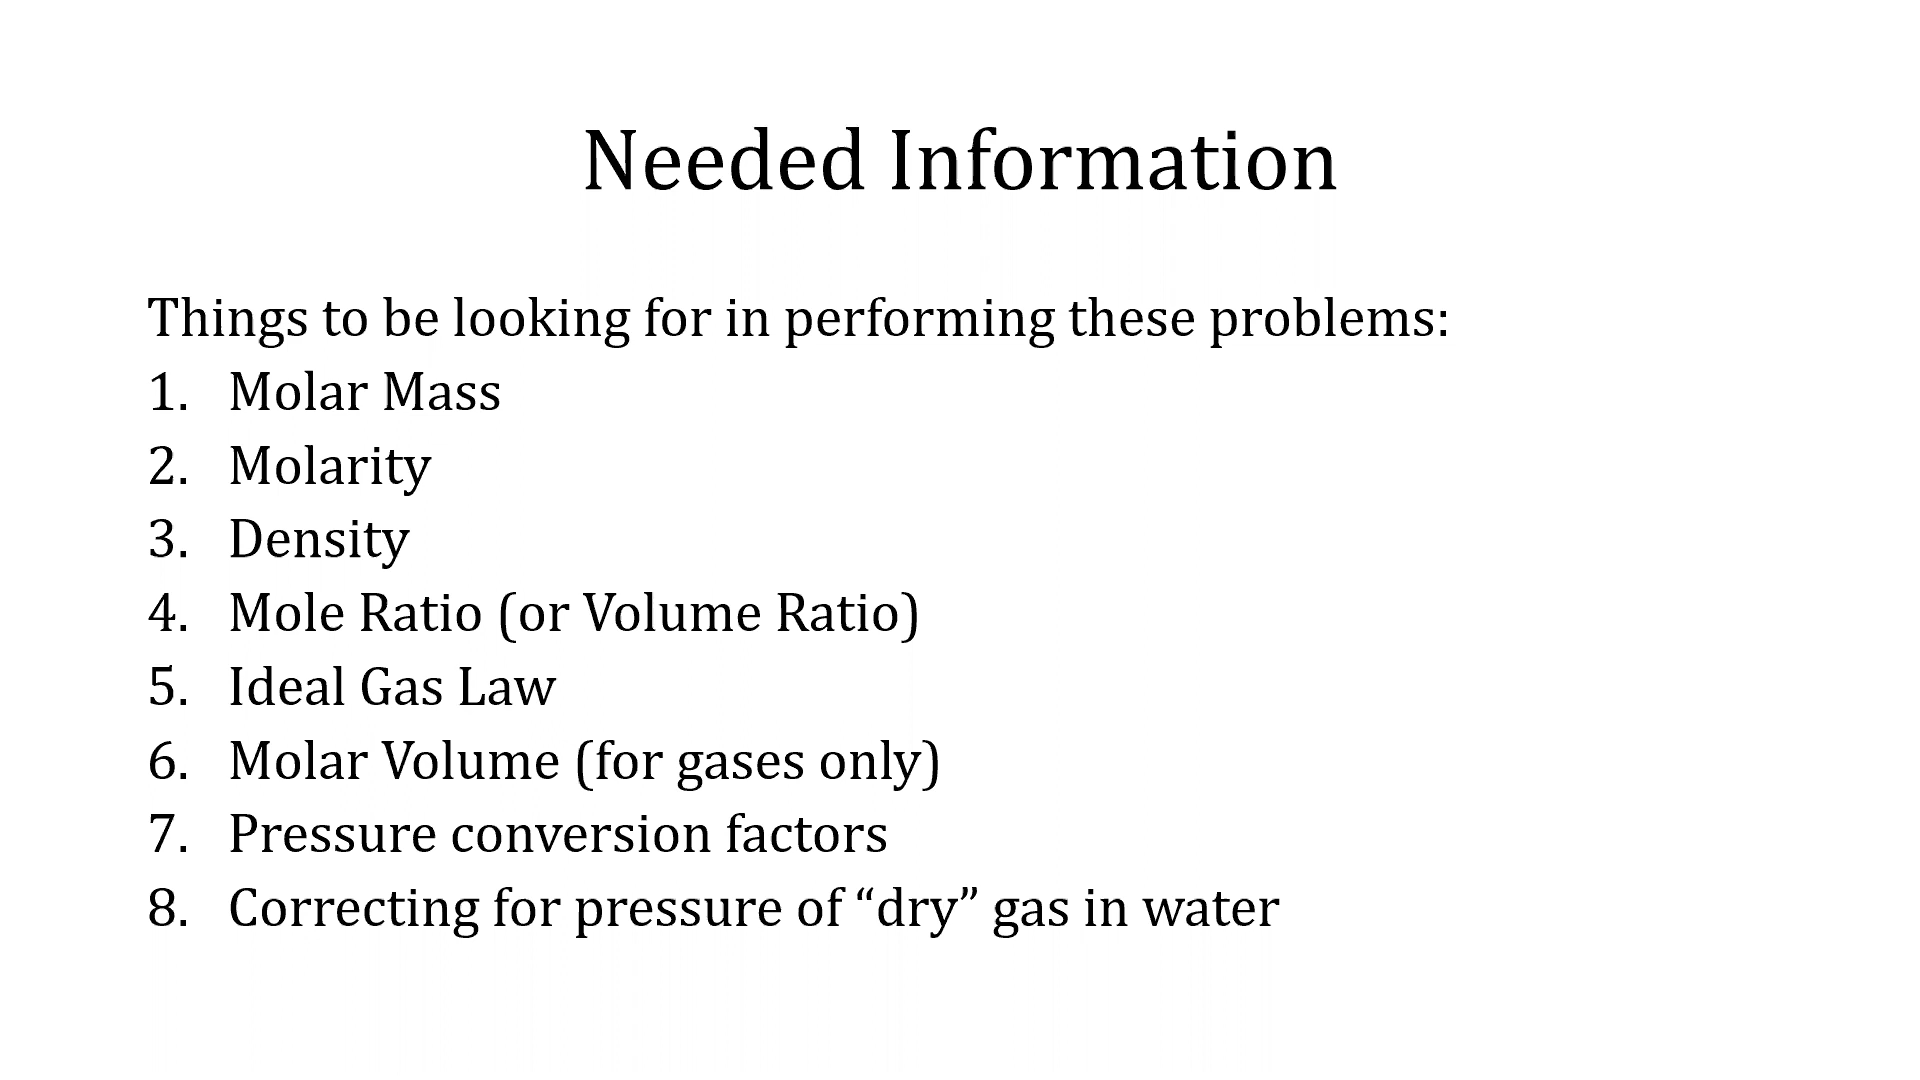 Needed Information
Things to be looking for in performing these problems:
1. Molar Mass
2. Molarity
3. Density
4. Mole Ratio (or Volume Ratio)
5. Ideal Gas Law
6. Molar Volume (for gases only)
7. Pressure conversion factors
8. Correcting for pressure of “dry” gas in water